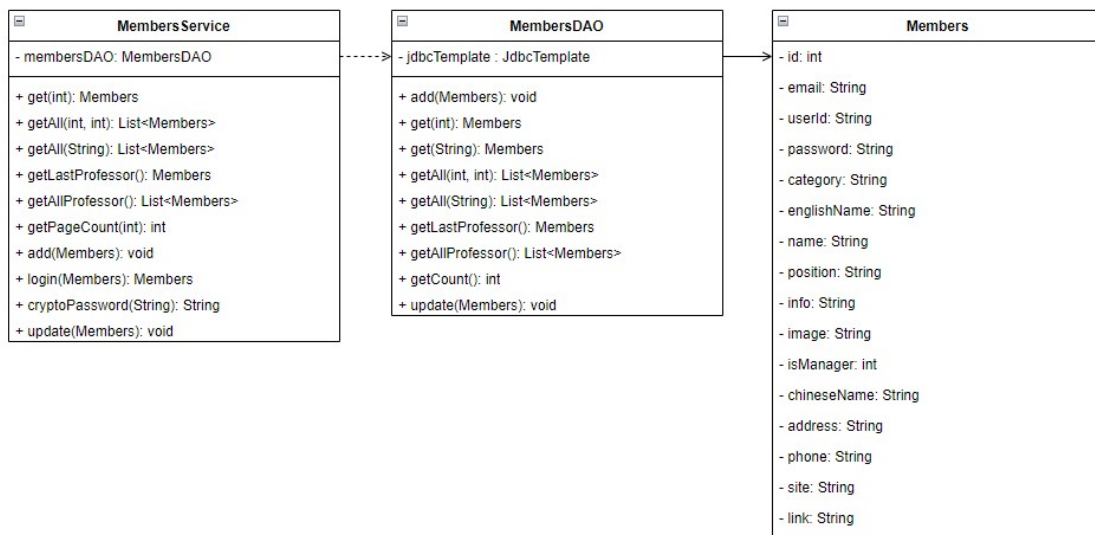 MembersService
- membersDAO: MembersDAO
+ get(int): Members
+ getAll(int, int): List<Members>
+ getAll(String): List<Members>
+ getLastProfessor(): Members
+ getAllProfessor(): List<Members>
+ getPageCount(int): int
+ add(Members): void
+ login(Members): Members
+ cryptoPassword(String): String
+ update(Members): void
MembersDAO
- jdbcTemplate : JdbcTemplate
+ add(Members): void
+ get(int): Members
+ get(String): Members
+ getAll(int, int): List<Members>
+ getAll(String): List<Members>
+ getLastProfessor(): Members
+ getAllProfessor(): List<Members>
+ getCount(): int
+ update(Members): void
Members
- id: int
- email: String
- userId: String
- password: String
- category: String
- englishName: String
- name: String
- position: String
- info: String
- image: String
- isManager: int
- chineseName: String
- address: String
- phone: String
- site: String
- link: String